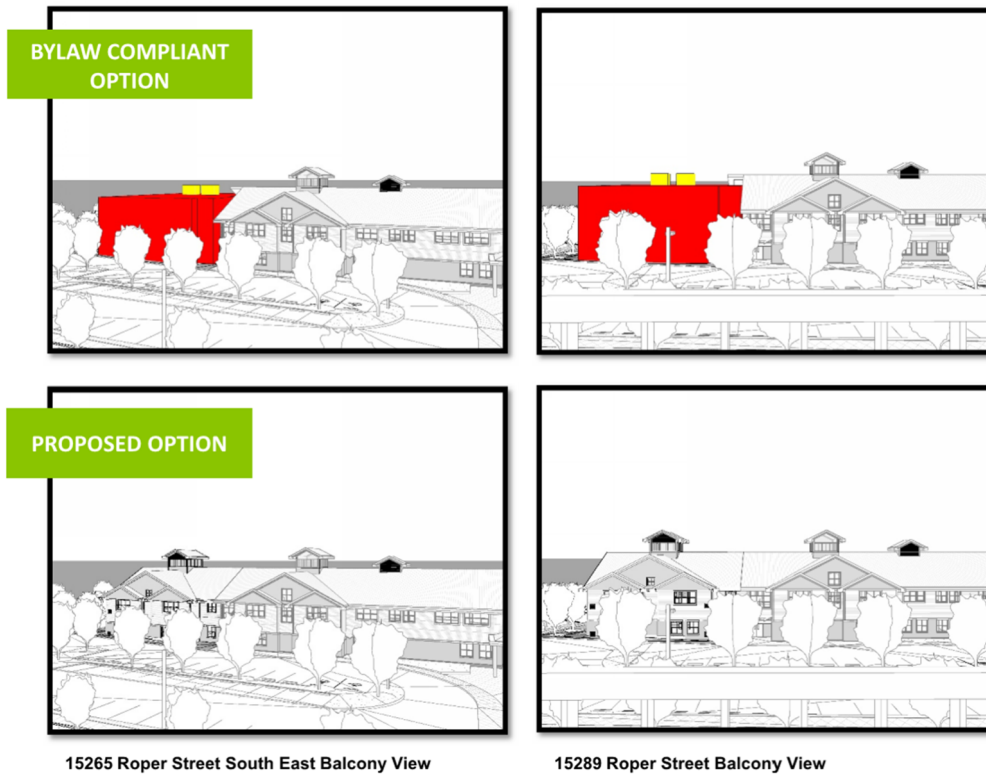 BYLAW COMPLIANT
OPTION
PROPOSED OPTION
15265 Roper Street South East Balcony View
15289 Roper Street Balcony View